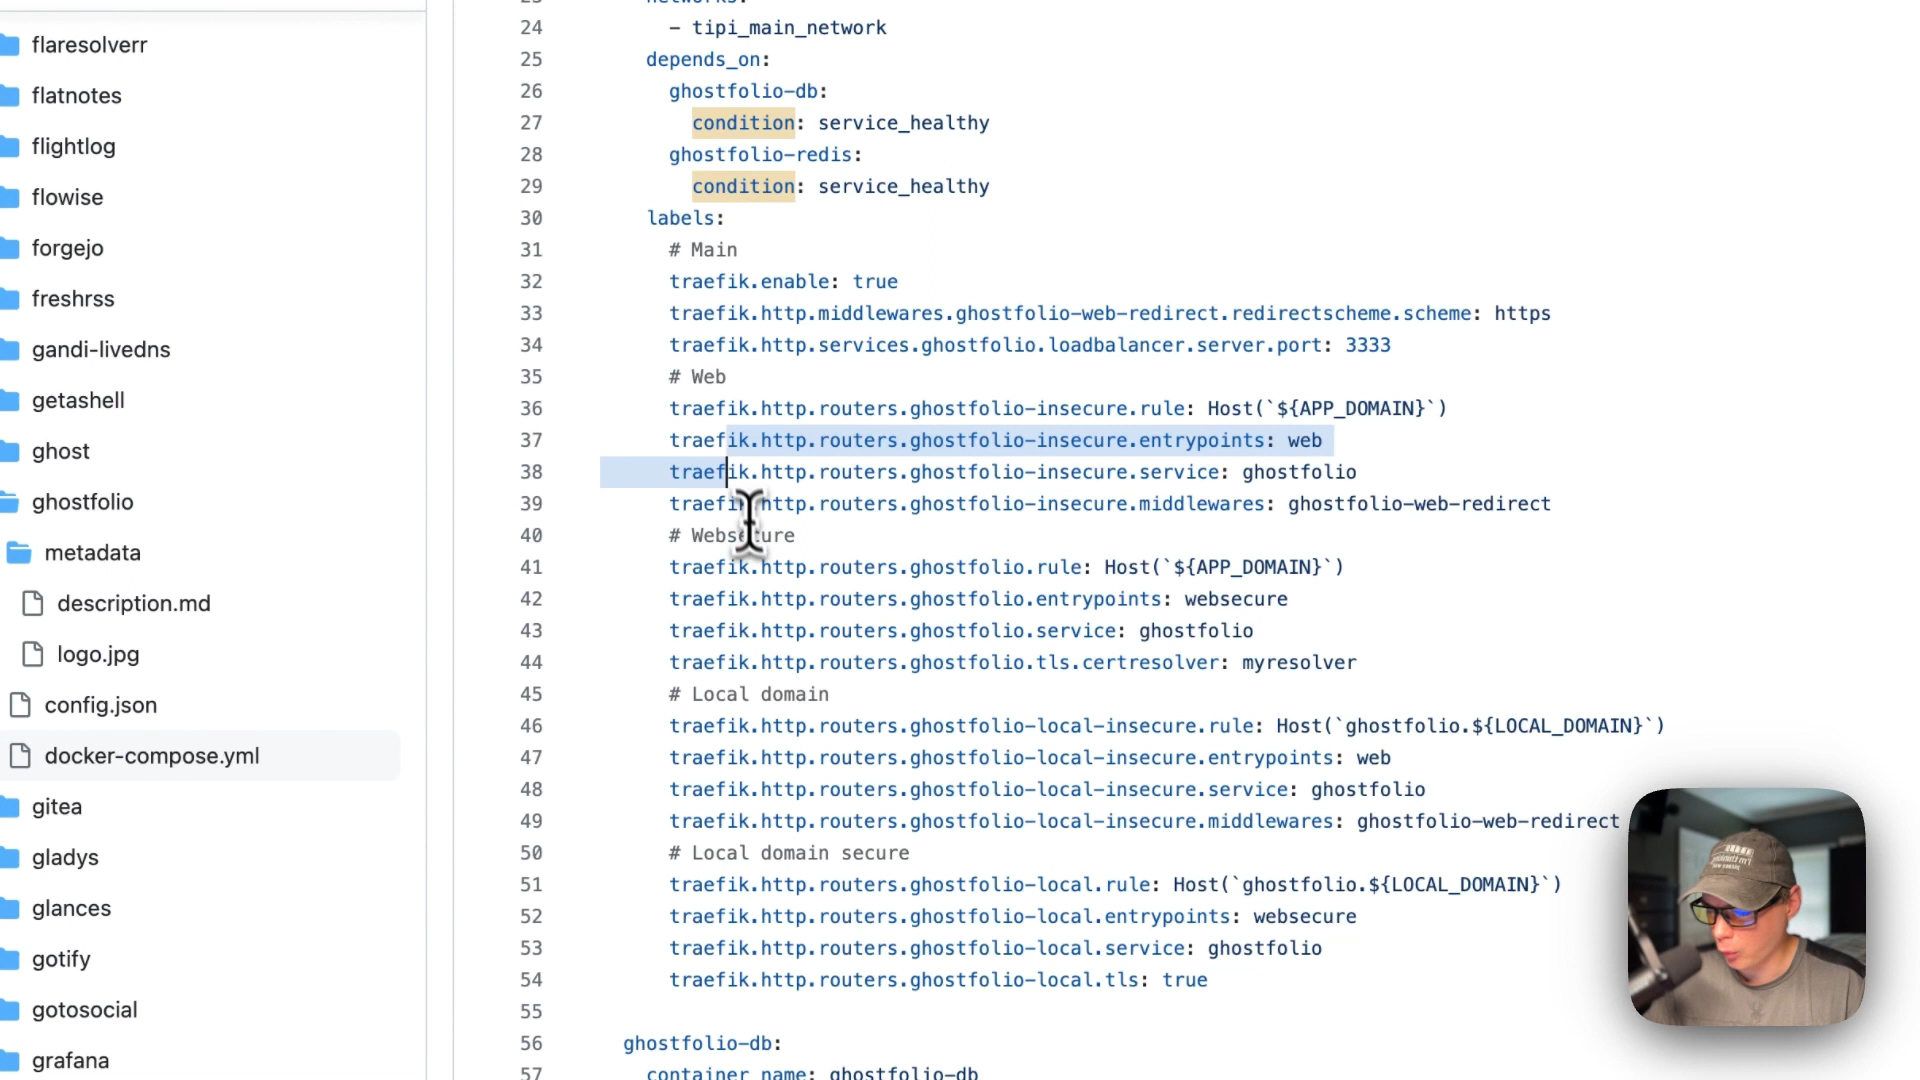 flaresolverr
flatnotes
flightlog
flowise
forgejo
freshrss
gandi-livedns
getashell
ghost
ghostfolio
metadata
description.md
logo.jpg
config.json
docker-compose.yml
gitea
gladys
glances
gotify
gotosocial
grafana
23 networks:
24 - tipi_main_network
25 depends_on:
26 ghostfolio-db:
27 condition: service_healthy
28 ghostfolio-redis:
29 condition: service_healthy
30 labels:
31 # Main
32 traefik.enable: true
33 traefik.http.middlewares.ghostfolio-web-redirect.redirectscheme.scheme: https
34 traefik.http.services.ghostfolio.loadbalancer.server.port: 3333
35 # Web
36 traefik.http.routers.ghostfolio-insecure.rule: Host(`${APP_DOMAIN}`)
37 traefik.http.routers.ghostfolio-insecure.entrypoints: web
38 traefik.http.routers.ghostfolio-insecure.service: ghostfolio
39 traefik.http.routers.ghostfolio-insecure.middlewares: ghostfolio-web-redirect
40 # Websecure
41 traefik.http.routers.ghostfolio.rule: Host(`${APP_DOMAIN}`)
42 traefik.http.routers.ghostfolio.entrypoints: websecure
43 traefik.http.routers.ghostfolio.service: ghostfolio
44 traefik.http.routers.ghostfolio.tls.certresolver: myresolver
45 # Local domain
46 traefik.http.routers.ghostfolio-local-insecure.rule: Host(`ghostfolio.${LOCAL_DOMAIN}`)
47 traefik.http.routers.ghostfolio-local-insecure.entrypoints: web
48 traefik.http.routers.ghostfolio-local-insecure.service: ghostfolio
49 traefik.http.routers.ghostfolio-local-insecure.middlewares: ghostfolio-web-redirect
50 # Local domain secure
51 traefik.http.routers.ghostfolio-local.rule: Host(`ghostfolio.${LOCAL_DOMAIN}`)
52 traefik.http.routers.ghostfolio-local.entrypoints: websecure
53 traefik.http.routers.ghostfolio-local.service: ghostfolio
54 traefik.http.routers.ghostfolio-local.tls: true
55
56 ghostfolio-db:
57 container_name: ghostfolio-db